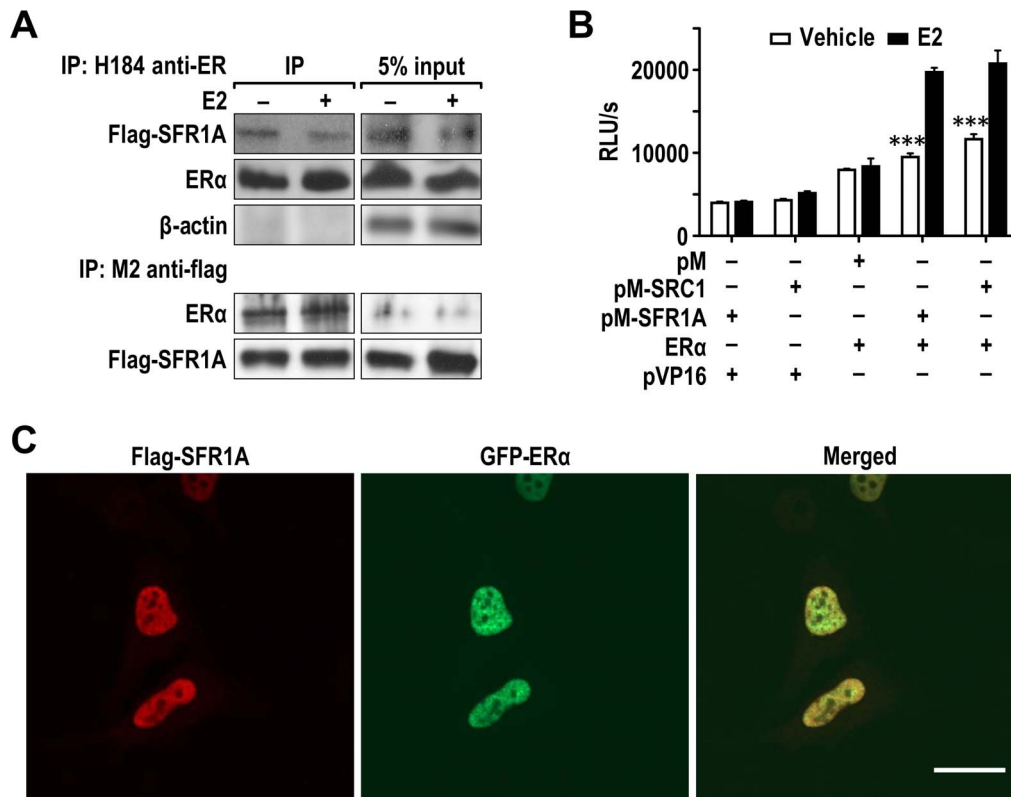 A
IP: H184 anti-ER
IP
5% input
E2 – + – +
Flag-SFR1A
ERα
β-actin
IP: M2 anti-flag
ERα
Flag-SFR1A
B
Vehicle E2
RLU/s
20000
10000
0
*** ***
pM – – + – –
pM-SRC1 – + – – +
pM-SFR1A + – – + –
ERα – – + + +
pVP16 + + – – –
C
Flag-SFR1A GFP-ERα Merged